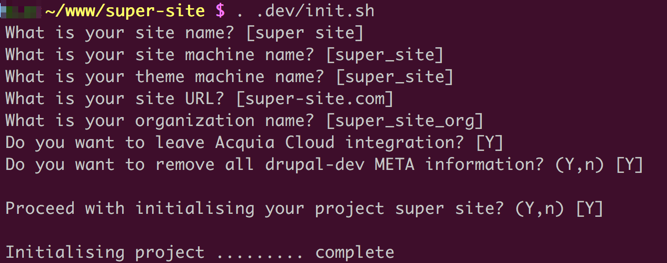 ~/www/super-site $ . .dev/init.sh
What is your site name? [super site]
What is your site machine name? [super_site]
What is your theme machine name? [super_site]
What is your site URL? [super-site.com]
What is your organization name? [super_site_org]
Do you want to leave Acquia Cloud integration? [Y]
Do you want to remove all drupal-dev META information? (Y,n) [Y]
Proceed with initialising your project super site? (Y,n) [Y]
Initialising project ......... complete